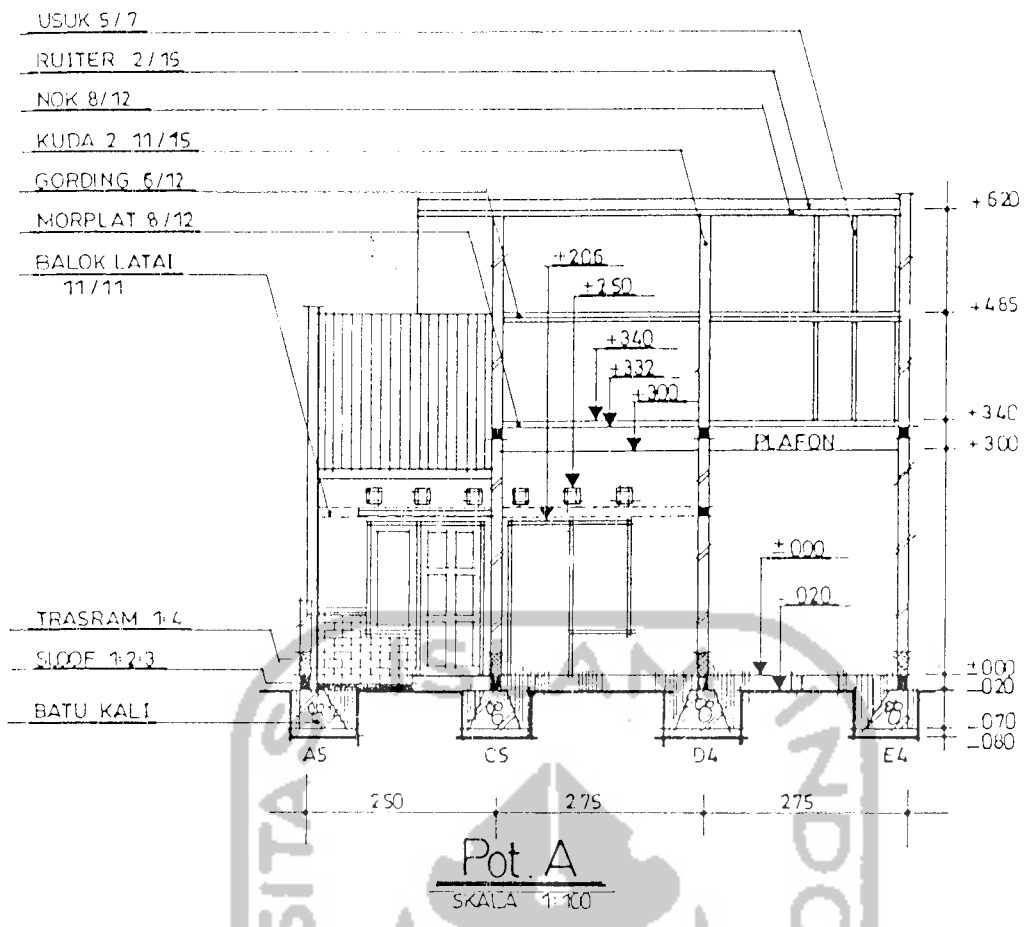 USUK 5/7
RUITER 2/15
NOK 8/12
KUDA 2 11/15
GORDING 6/12
MORPLAT 8/12
BALOK LATAI
11/11
+206
+250
+340
+332
+300
PLAFON
±000
020
+620
+485
+340
+300
±000
-020
-070
-080
TRASRAM 1:4
SLOOF 1:2:3
BATU KALI
A5
C5
D4
E4
250
275
275
Pot. A
SKALA 1:100
SITAS ISLAM INDO